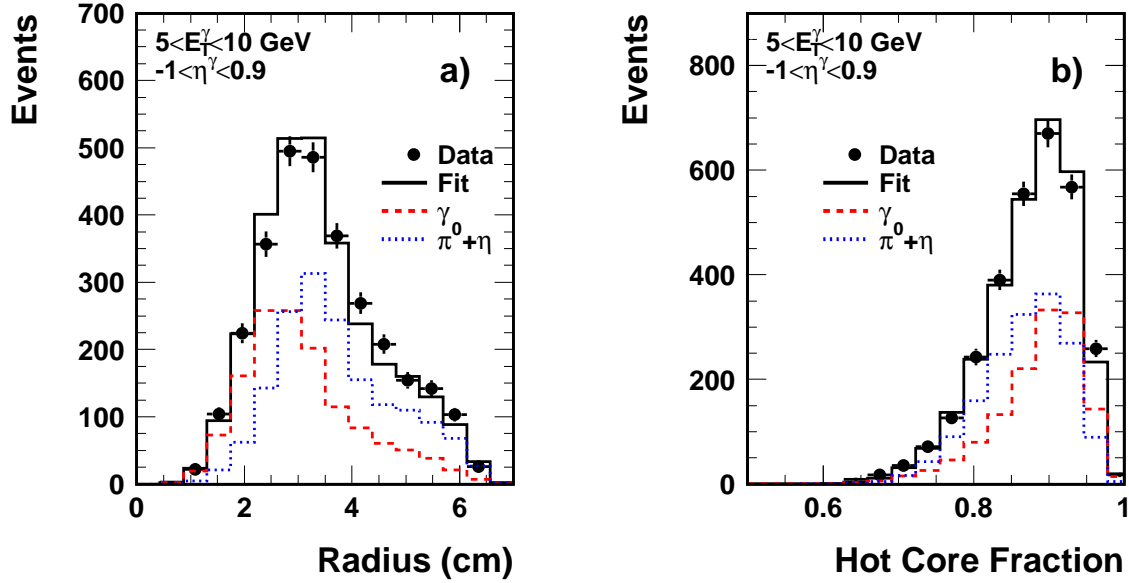 700
600
500
400
300
200
100
0
Events
5<E_T^γ<10 GeV
-1<η^γ<0.9
a)
Data
Fit
γ
π⁰+η
0 2 4 6
Radius (cm)
800
600
400
200
0
Events
5<E_T^γ<10 GeV
-1<η^γ<0.9
b)
Data
Fit
γ
π⁰+η
0.6 0.8 1
Hot Core Fraction